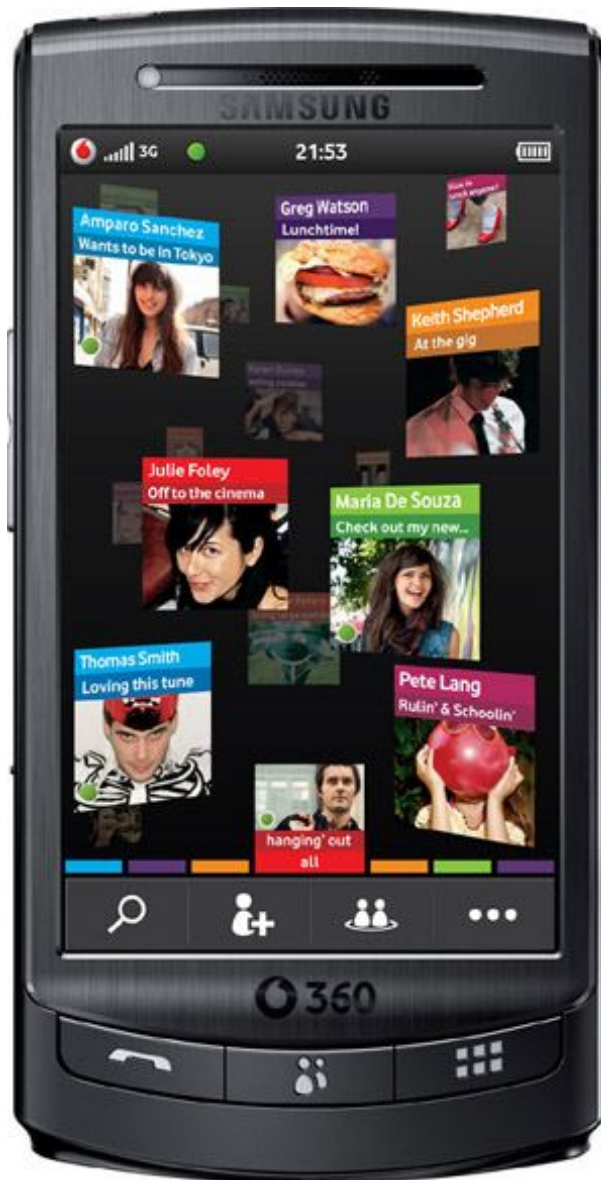 SAMSUNG
3G
21:53
Amparo Sanchez
Wants to be in Tokyo
Greg Watson
Lunchtime!
Keith Shepherd
At the gig
Julie Foley
Off to the cinema
Maria De Souza
Check out my new...
Thomas Smith
Loving this tune
Pete Lang
Rulin' & Schoolin'
hanging' out
all
360